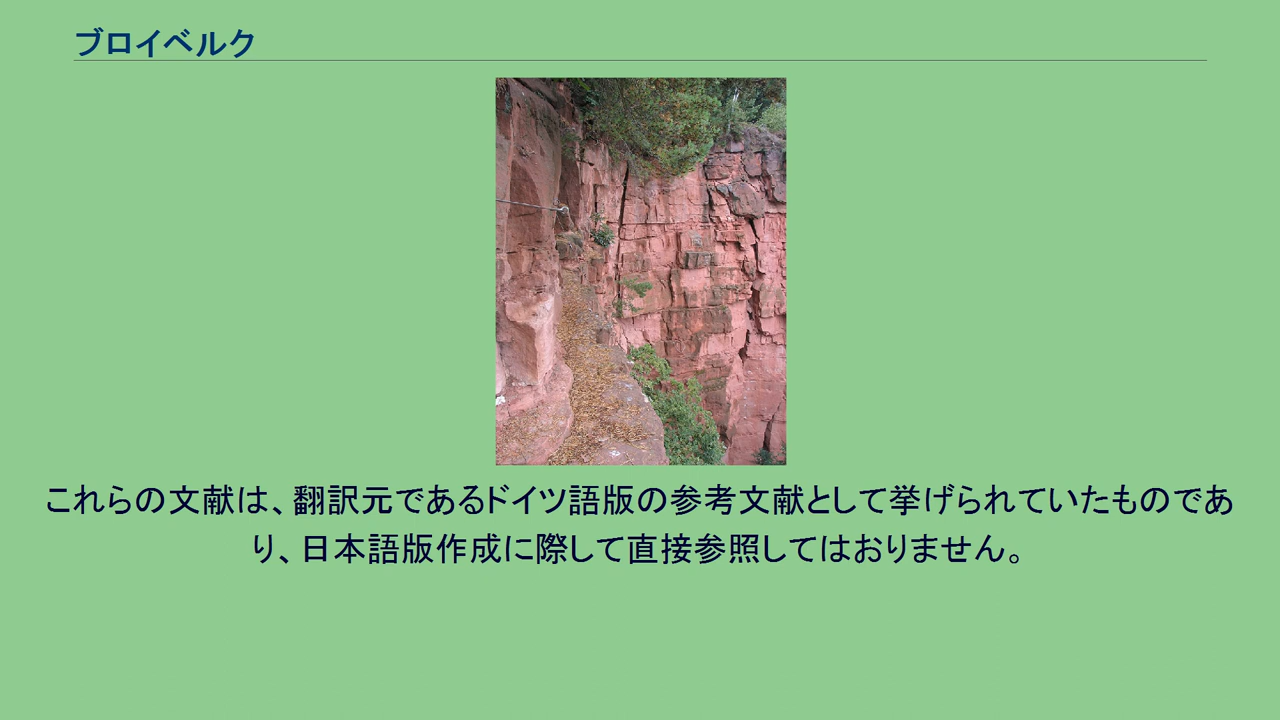 ブロイベルク
これらの文献は、翻訳元であるドイツ語版の参考文献として挙げられていたものであ
り、日本語版作成に際して直接参照してはおりません。